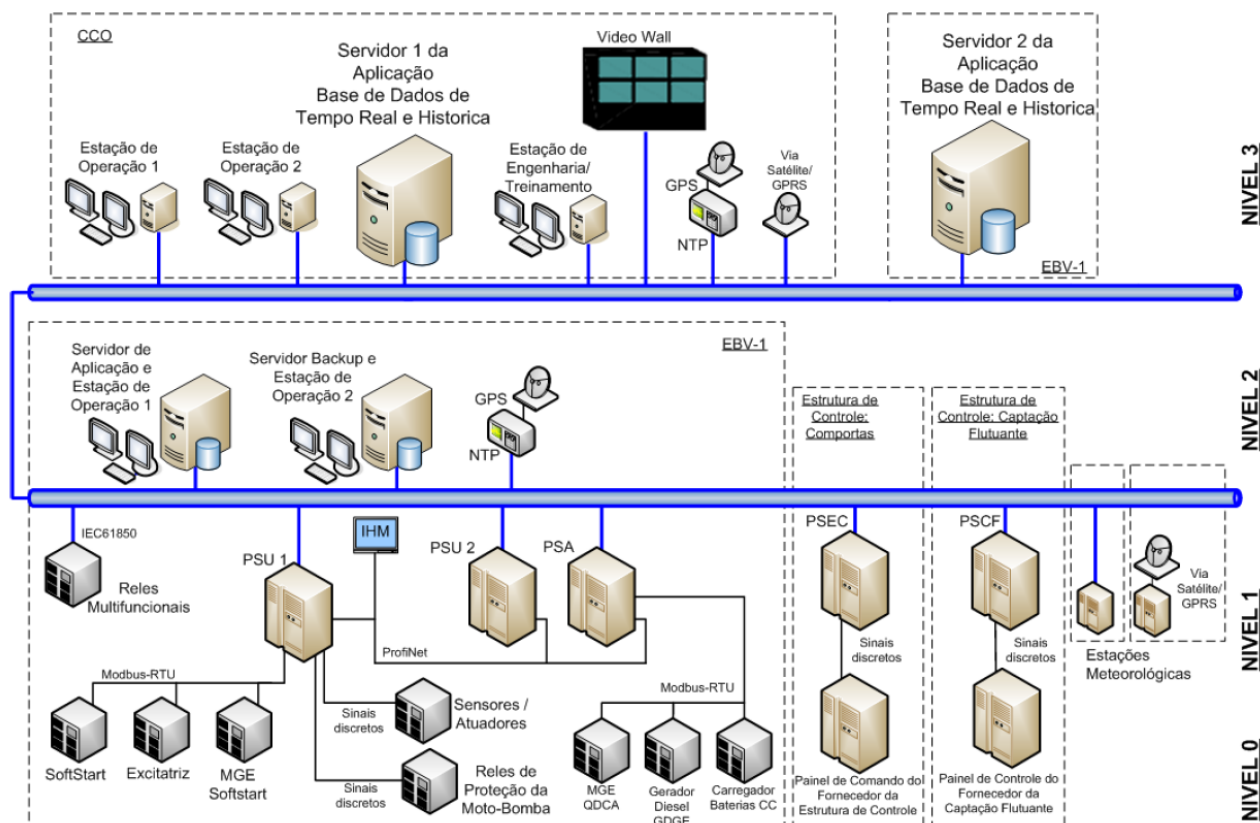 CCO
Servidor 1 da
Aplicação
Base de Dados de
Tempo Real e Historica
Video Wall
Servidor 2 da
Aplicação
Base de Dados de
Tempo Real e Historica
Estação de
Operação 1
Estação de
Operação 2
Estação de
Engenharia/
Treinamento
GPS
NTP
Via
Satélite/
GPRS
EBV-1
NIVEL 3
EBV-1
Servidor de
Aplicação e
Estação de
Operação 1
Servidor Backup e
Estação de
Operação 2
GPS
NTP
Estrutura de
Controle:
Comportas
Estrutura de
Controle: Captação
Flutuante
NIVEL 2
IEC61850
Reles
Multifuncionais
PSU 1
IHM
PSU 2
PSA
PSEC
PSCF
Via
Satélite/
GPRS
ProfiNet
Sinais
discretos
Sinais
discretos
Estações
Meteorológicas
NIVEL 1
Modbus-RTU
Modbus-RTU
SoftStart
Excitatriz
MGE
Softstart
Sinais
discretos
Sensores /
Atuadores
Sinais
discretos
Reles de
Proteção da
Moto-Bomba
MGE
QDCA
Gerador
Diesel
GDGE
Carregador
Baterias CC
Painel de Comando do
Fornecedor da
Estrutura de Controle
Painel de Controle do
Fornecedor da
Captação Flutuante
NIVEL 0